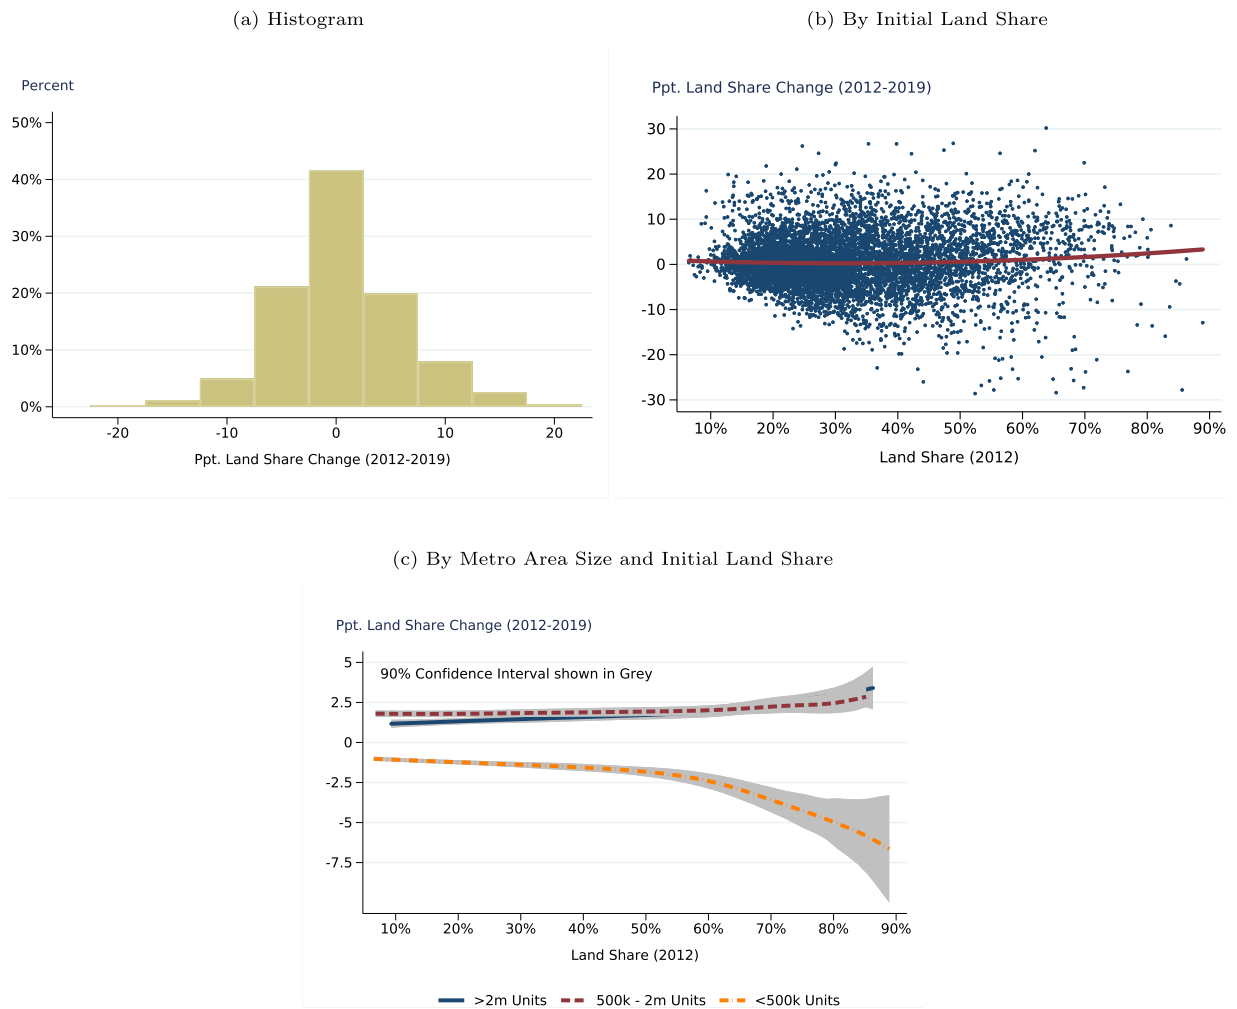 (a) Histogram
Percent
50%
40%
30%
20%
10%
0%
-20 -10 0 10 20
Ppt. Land Share Change (2012-2019)
(b) By Initial Land Share
Ppt. Land Share Change (2012-2019)
30
20
10
0
-10
-20
-30
10% 20% 30% 40% 50% 60% 70% 80% 90%
Land Share (2012)
(c) By Metro Area Size and Initial Land Share
Ppt. Land Share Change (2012-2019)
90% Confidence Interval shown in Grey
5
2.5
0
-2.5
-5
-7.5
10% 20% 30% 40% 50% 60% 70% 80% 90%
Land Share (2012)
>2m Units 500k - 2m Units <500k Units